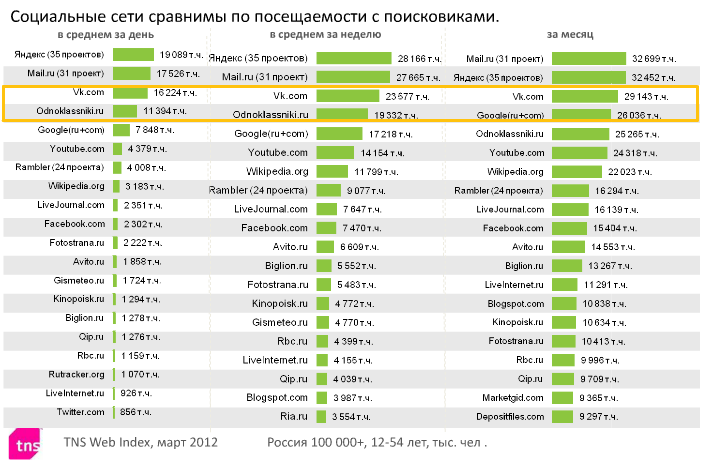 Социальные сети сравнимы по посещаемости с поисковиками.
в среднем за день
Яндекс (35 проектов) 19 089 т.ч.
Mail.ru (31 проект) 17 526 т.ч.
Vk.com 16 224 т.ч.
Odnoklassniki.ru 11 394 т.ч.
Google(ru+com) 7 848 т.ч.
Youtube.com 4 379 т.ч.
Rambler (24 проекта) 4 008 т.ч.
Wikipedia.org 3 183 т.ч.
LiveJournal.com 2 351 т.ч.
Facebook.com 2 302 т.ч.
Fotostrana.ru 2 222 т.ч.
Avito.ru 1 858 т.ч.
Gismeteo.ru 1 724 т.ч.
Kinopoisk.ru 1 294 т.ч.
Biglion.ru 1 278 т.ч.
Qip.ru 1 276 т.ч.
Rbc.ru 1 159 т.ч.
Rutracker.org 1 070 т.ч.
LiveInternet.ru 926 т.ч.
Twitter.com 856 т.ч.
в среднем за неделю
Яндекс (35 проектов) 28 166 т.ч.
Mail.ru (31 проект) 27 665 т.ч.
Vk.com 23 677 т.ч.
Odnoklassniki.ru 19 332 т.ч.
Google(ru+com) 17 218 т.ч.
Youtube.com 14 154 т.ч.
Wikipedia.org 11 799 т.ч.
Rambler (24 проекта) 9 077 т.ч.
LiveJournal.com 7 647 т.ч.
Facebook.com 7 470 т.ч.
Avito.ru 6 609 т.ч.
Biglion.ru 5 552 т.ч.
Fotostrana.ru 5 483 т.ч.
Kinopoisk.ru 4 772 т.ч.
Gismeteo.ru 4 770 т.ч.
Rbc.ru 4 399 т.ч.
LiveInternet.ru 4 155 т.ч.
Qip.ru 4 039 т.ч.
Blogspot.com 3 987 т.ч.
Ria.ru 3 554 т.ч.
за месяц
Mail.ru (31 проект) 32 699 т.ч.
Яндекс (35 проектов) 32 452 т.ч.
Vk.com 29 143 т.ч.
Google(ru+com) 26 036 т.ч.
Odnoklassniki.ru 25 265 т.ч.
Youtube.com 24 318 т.ч.
Wikipedia.org 22 023 т.ч.
Rambler (24 проекта) 16 294 т.ч.
LiveJournal.com 16 139 т.ч.
Facebook.com 15 404 т.ч.
Avito.ru 14 553 т.ч.
Biglion.ru 13 267 т.ч.
LiveInternet.ru 11 291 т.ч.
Blogspot.com 10 838 т.ч.
Kinopoisk.ru 10 634 т.ч.
Fotostrana.ru 10 413 т.ч.
Rbc.ru 9 996 т.ч.
Qip.ru 9 709 т.ч.
Marketgid.com 9 365 т.ч.
Depositfiles.com 9 297 т.ч.
tns
TNS Web Index, март 2012
Россия 100 000+, 12-54 лет, тыс. чел .